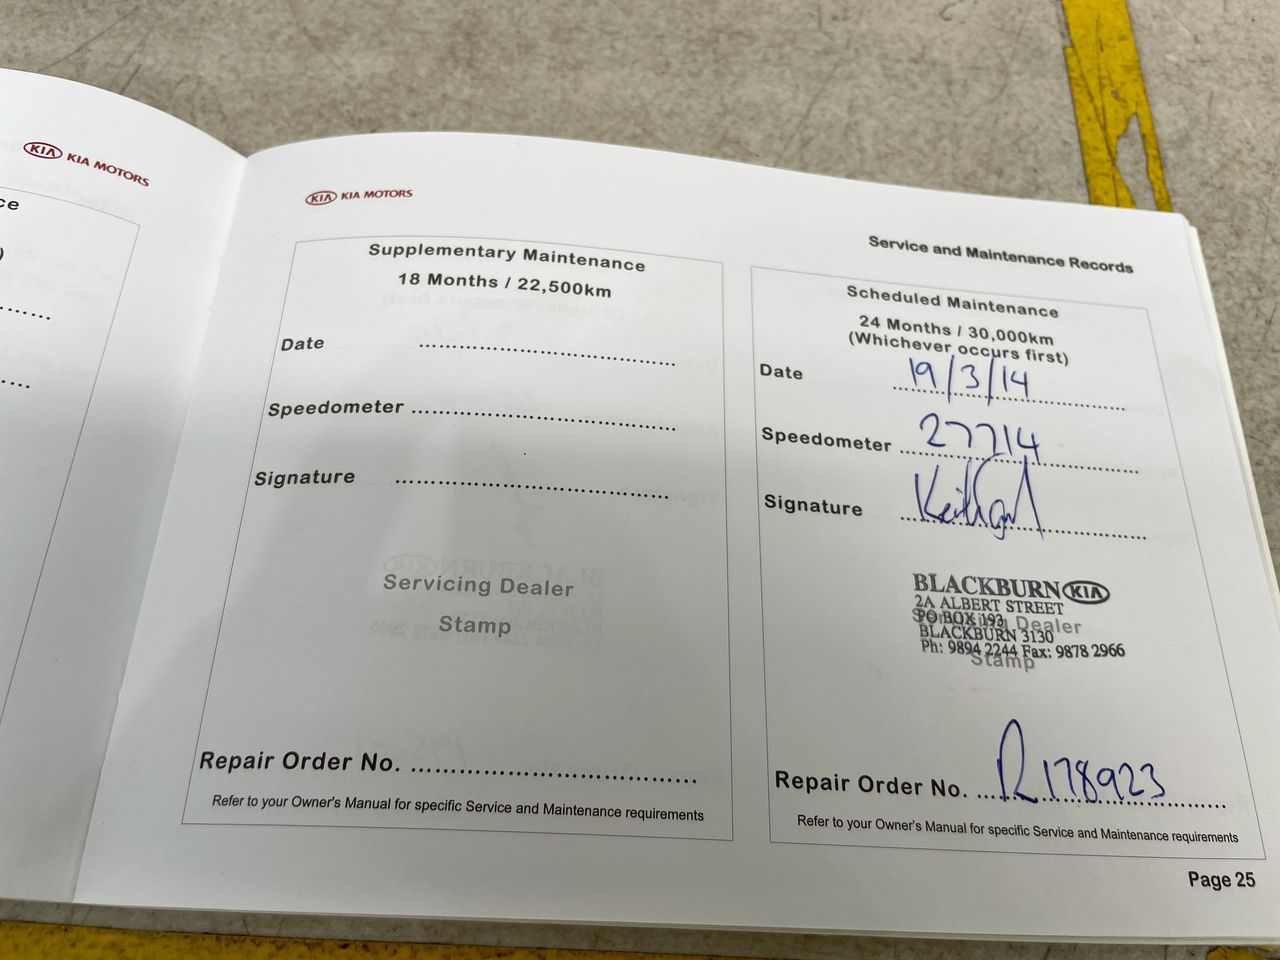 KIA KIA MOTORS
ce
)
KIA KIA MOTORS
Service and Maintenance Records
Supplementary Maintenance
18 Months / 22,500km
Date
Speedometer
Signature
Servicing Dealer
Stamp
Repair Order No.
Refer to your Owner's Manual for specific Service and Maintenance requirements
Scheduled Maintenance
24 Months / 30,000km
(Whichever occurs first)
Date 19/3/14
Speedometer 27714
Signature
BLACKBURN KIA
2A ALBERT STREET
PO BOX 193
Dealer
BLACKBURN 3130
Ph: 9894 2244 Fax: 9878 2966
Stamp
Repair Order No. R178923
Refer to your Owner's Manual for specific Service and Maintenance requirements
Page 25